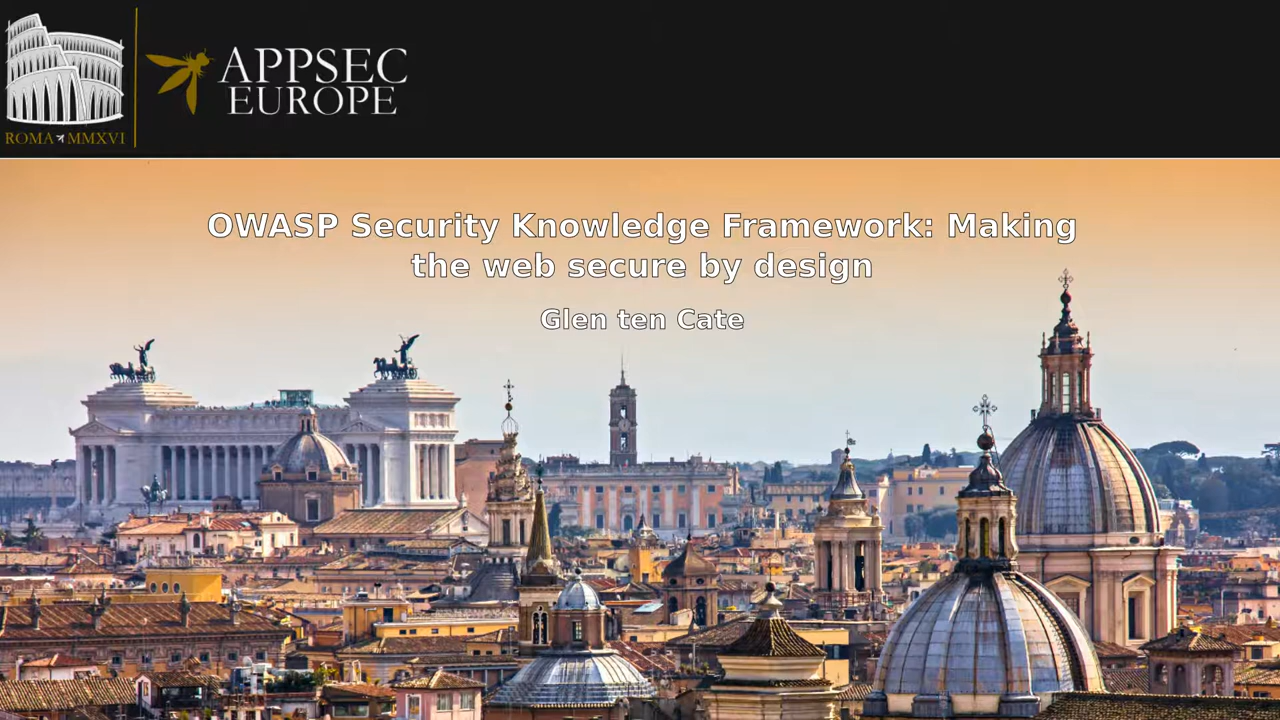 ROMA MMXVI
APPSEC
EUROPE
OWASP Security Knowledge Framework: Making
the web secure by design
Glen ten Cate